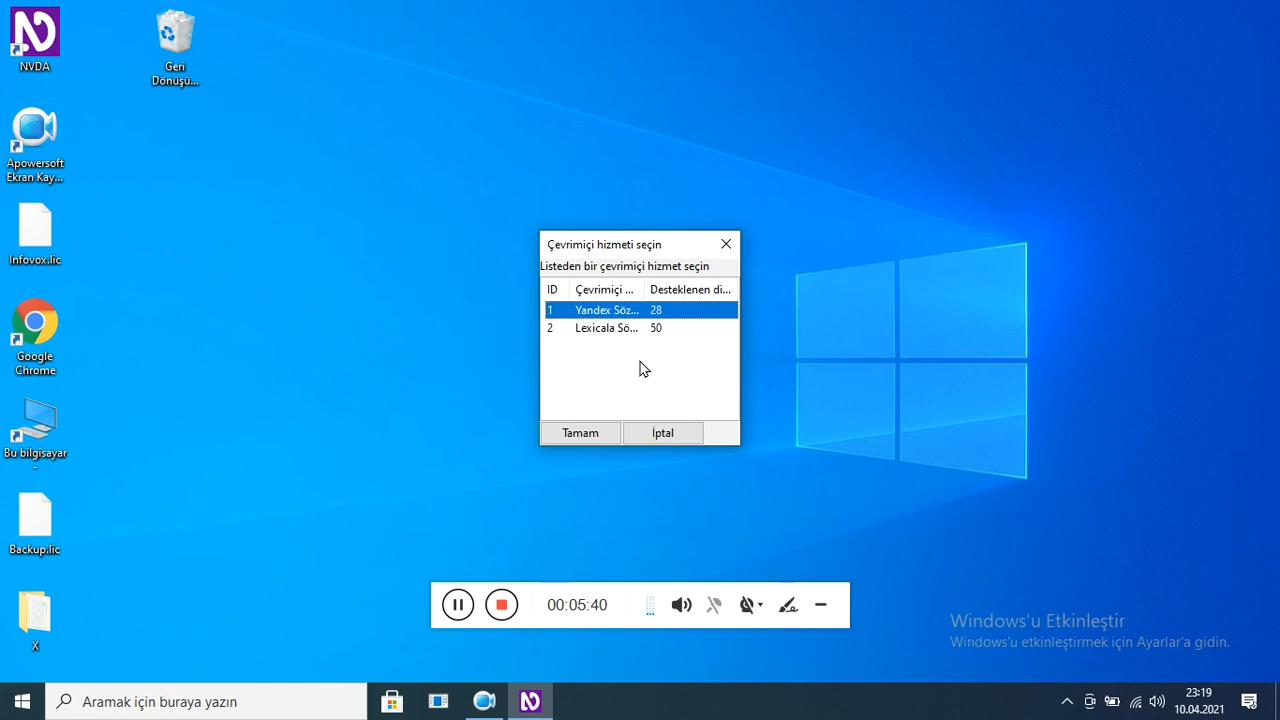 NVDA
Geri
Dönüşü...
Apowersoft
Ekran Kay...
Infovox.lic
Google
Chrome
Bu bilgisayar
-
Backup.lic
X
Çevrimiçi hizmeti seçin
Listeden bir çevrimiçi hizmet seçin
ID Çevrimiçi ... Desteklenen di...
1 Yandex Söz... 28
2 Lexicala Sö... 50
Tamam İptal
00:05:40
Windows'u Etkinleştir
Windows'u etkinleştirmek için Ayarlar'a gidin.
Aramak için buraya yazın
23:19
10.04.2021